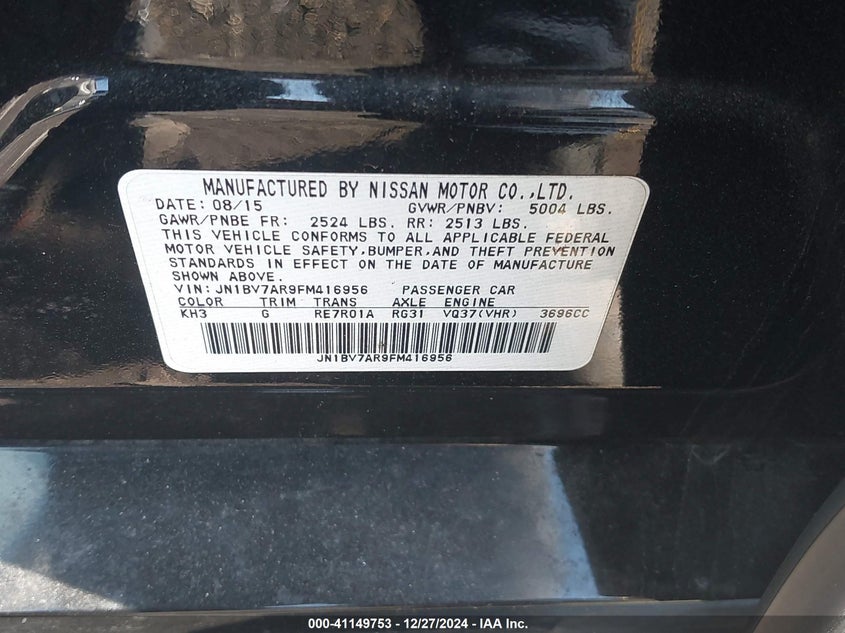 MANUFACTURED BY NISSAN MOTOR CO.,LTD.
DATE: 08/15 GVWR/PNBV: 5004 LBS.
GAWR/PNBE FR: 2524 LBS. RR: 2513 LBS.
THIS VEHICLE CONFORMS TO ALL APPLICABLE FEDERAL
MOTOR VEHICLE SAFETY,BUMPER,AND THEFT PREVENTION
STANDARDS IN EFFECT ON THE DATE OF MANUFACTURE
SHOWN ABOVE.
VIN: JN1BV7AR9FM416956 PASSENGER CAR
COLOR TRIM TRANS AXLE ENGINE
KH3 G RE7R01A RG31 VQ37(VHR) 3696CC
JN1BV7AR9FM416956
000-41149753 - 12/27/2024 - IAA Inc.